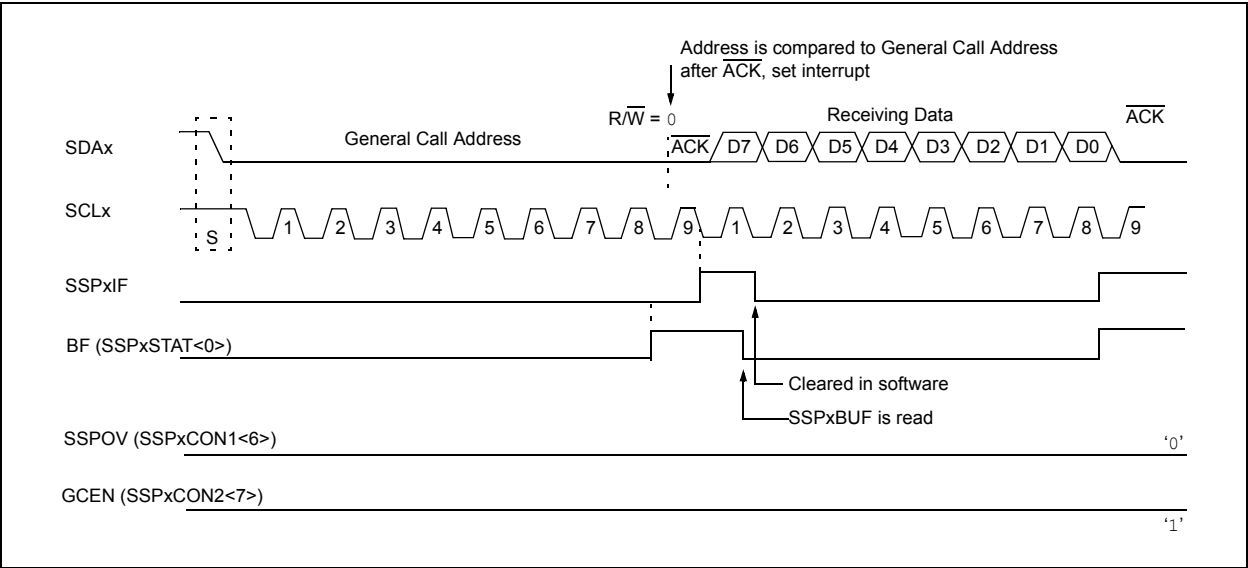 Address is compared to General Call Address
after ACK, set interrupt
R/W = 0
Receiving Data
ACK
SDAx
General Call Address
ACK D7 D6 D5 D4 D3 D2 D1 D0
SCLx
S
1 2 3 4 5 6 7 8 9 1 2 3 4 5 6 7 8 9
SSPxIF
BF (SSPxSTAT<0>)
Cleared in software
SSPxBUF is read
SSPOV (SSPxCON1<6>)
‘0’
GCEN (SSPxCON2<7>)
‘1’